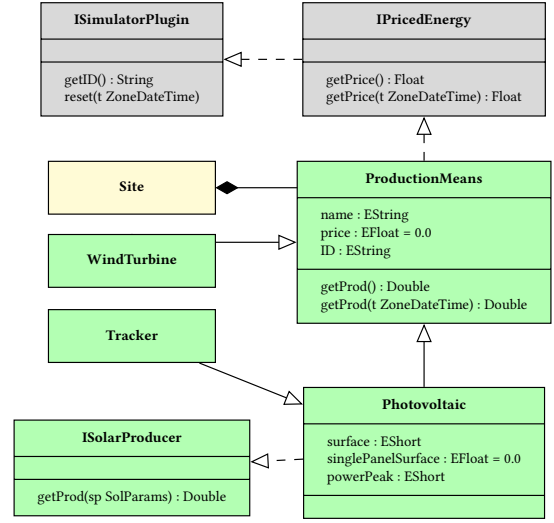 ISimulatorPlugin
getID() : String
reset(t ZoneDateTime)
IPricedEnergy
getPrice() : Float
getPrice(t ZoneDateTime) : Float
Site
ProductionMeans
name : EString
price : EFloat = 0.0
ID : EString
getProd() : Double
getProd(t ZoneDateTime) : Double
WindTurbine
Tracker
Photovoltaic
surface : EShort
singlePanelSurface : EFloat = 0.0
powerPeak : EShort
ISolarProducer
getProd(sp SolParams) : Double